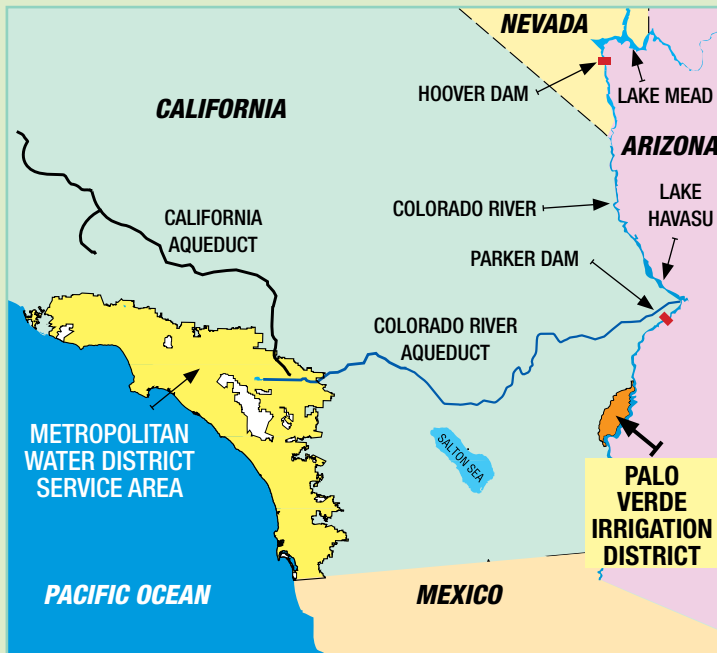 NEVADA
HOOVER DAM
LAKE MEAD
CALIFORNIA
ARIZONA
COLORADO RIVER
LAKE
HAVASU
CALIFORNIA
AQUEDUCT
PARKER DAM
COLORADO RIVER
AQUEDUCT
METROPOLITAN
WATER DISTRICT
SERVICE AREA
SALTON SEA
PALO
VERDE
IRRIGATION
DISTRICT
PACIFIC OCEAN
MEXICO